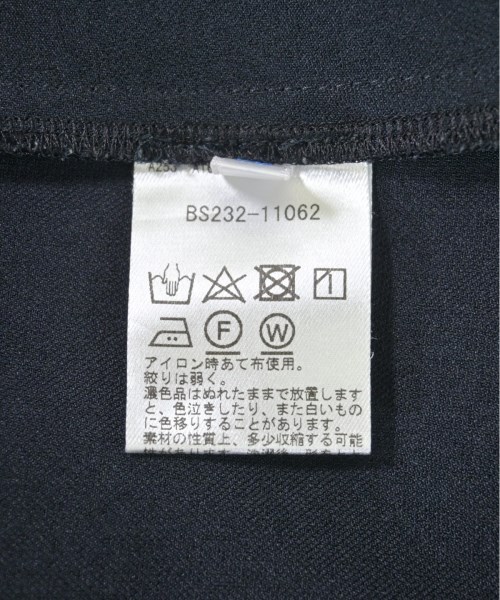 BS232-11062
F W
アイロン時あて布使用。
絞りは弱く。
濃色品はぬれたままで放置します
と、色泣きしたり、また白いもの
に色移りすることがあります。
素材の性質上、多少収縮する可能